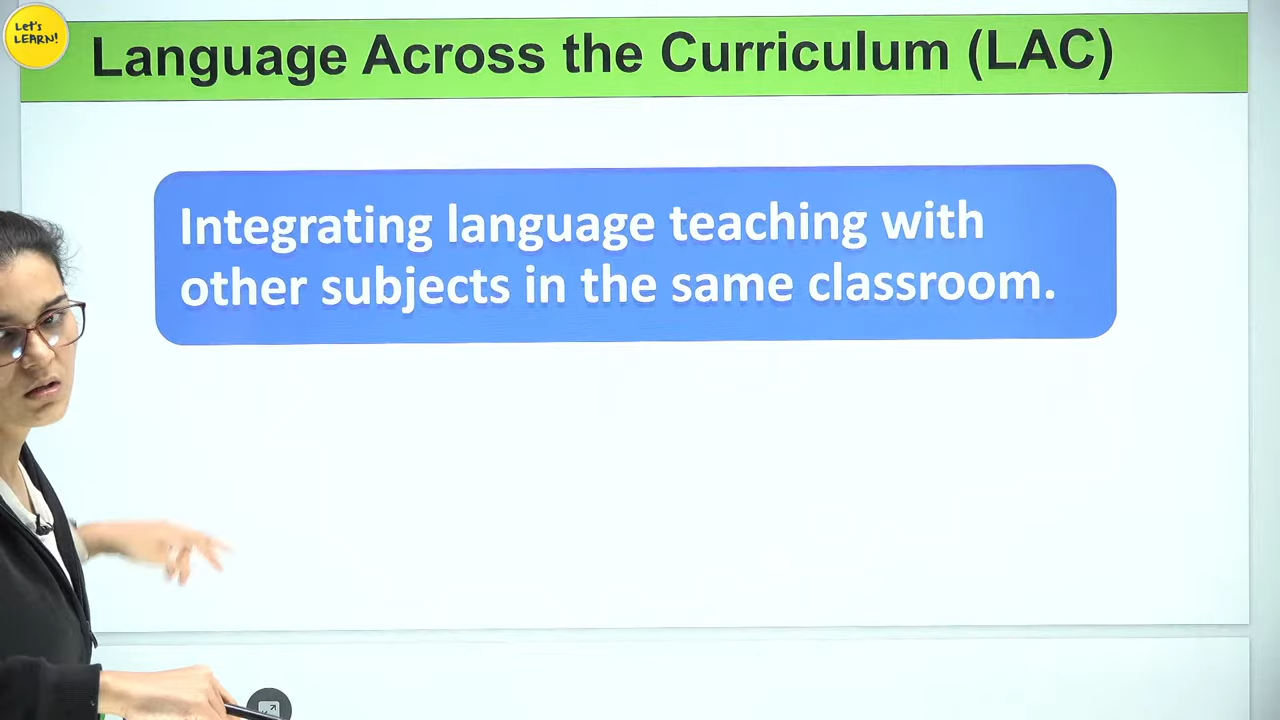 Let's
LEARN!
Language Across the Curriculum (LAC)
Integrating language teaching with
other subjects in the same classroom.